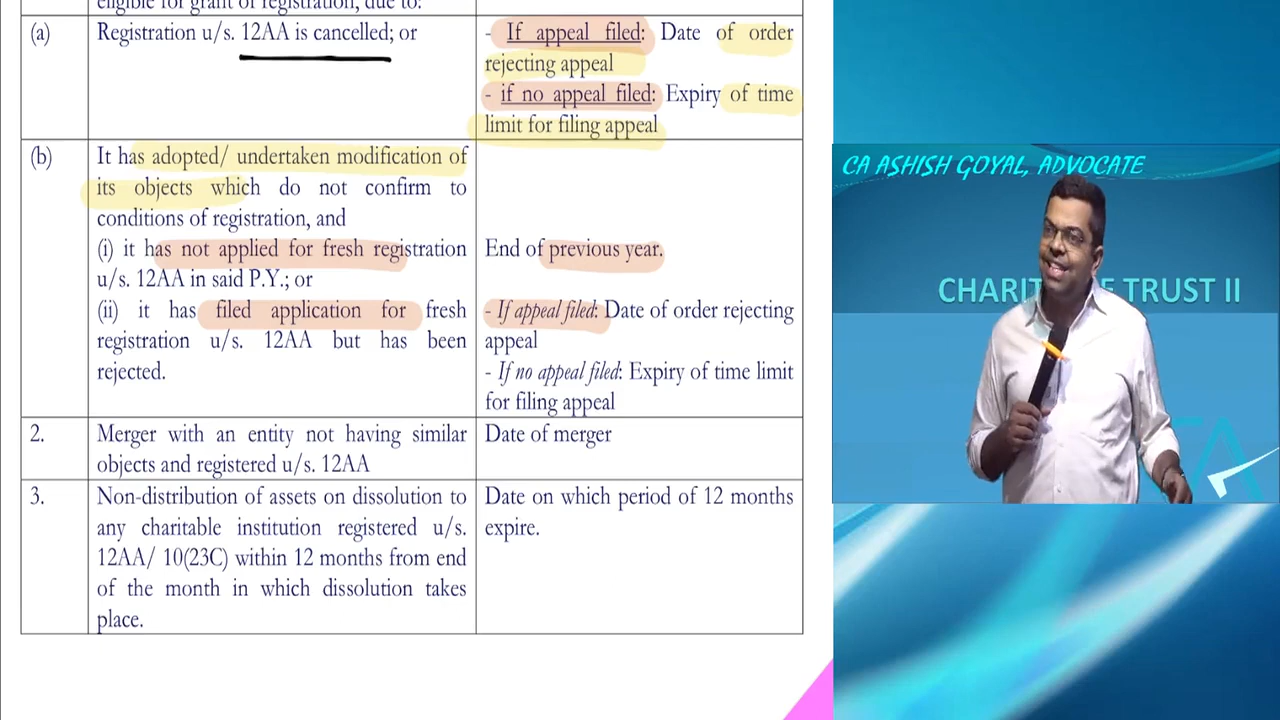 eligible for grant of registration, due to:
(a) Registration u/s. 12AA is cancelled; or
- If appeal filed: Date of order
rejecting appeal
- if no appeal filed: Expiry of time
limit for filing appeal
(b) It has adopted/ undertaken modification of
its objects which do not confirm to
conditions of registration, and
(i) it has not applied for fresh registration
u/s. 12AA in said P.Y.; or
End of previous year.
(ii) it has filed application for fresh
registration u/s. 12AA but has been
rejected.
- If appeal filed: Date of order rejecting
appeal
- If no appeal filed: Expiry of time limit
for filing appeal
2. Merger with an entity not having similar
objects and registered u/s. 12AA
Date of merger
3. Non-distribution of assets on dissolution to
any charitable institution registered u/s.
12AA/ 10(23C) within 12 months from end
of the month in which dissolution takes
place.
Date on which period of 12 months
expire.
CA ASHISH GOYAL, ADVOCATE
CHARIT E TRUST II